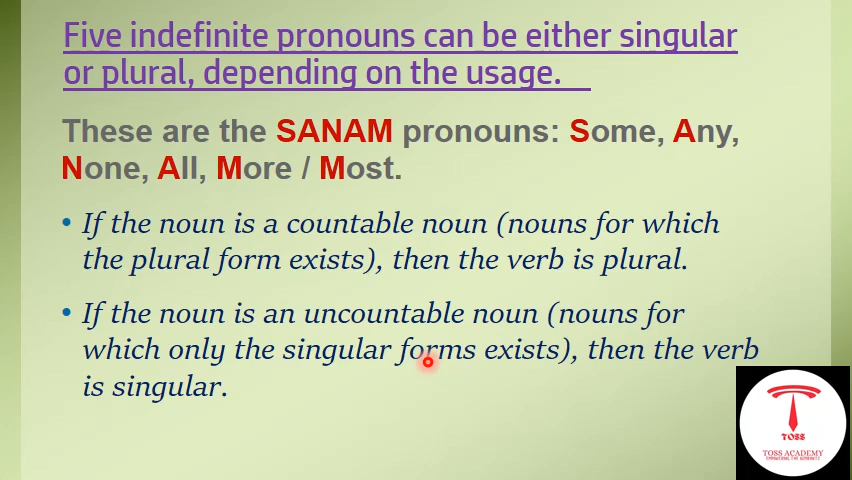 Five indefinite pronouns can be either singular
or plural, depending on the usage.
These are the SANAM pronouns: Some, Any,
None, All, More / Most.
• If the noun is a countable noun (nouns for which
the plural form exists), then the verb is plural.
• If the noun is an uncountable noun (nouns for
which only the singular forms exists), then the verb
is singular.
TOSS
TOSS ACADEMY